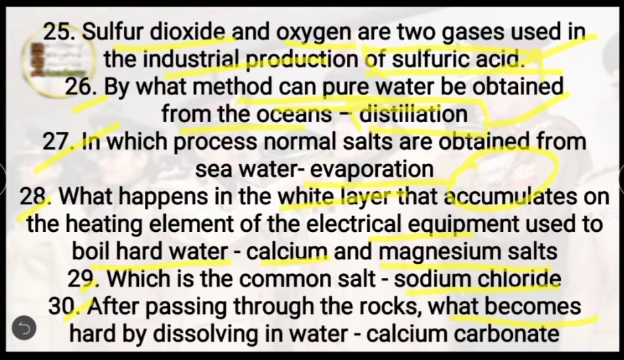 25. Sulfur dioxide and oxygen are two gases used in
the industrial production of sulfuric acid.
26. By what method can pure water be obtained
from the oceans – distillation
27. In which process normal salts are obtained from
sea water- evaporation
28. What happens in the white layer that accumulates on
the heating element of the electrical equipment used to
boil hard water - calcium and magnesium salts
29. Which is the common salt - sodium chloride
30. After passing through the rocks, what becomes
hard by dissolving in water - calcium carbonate